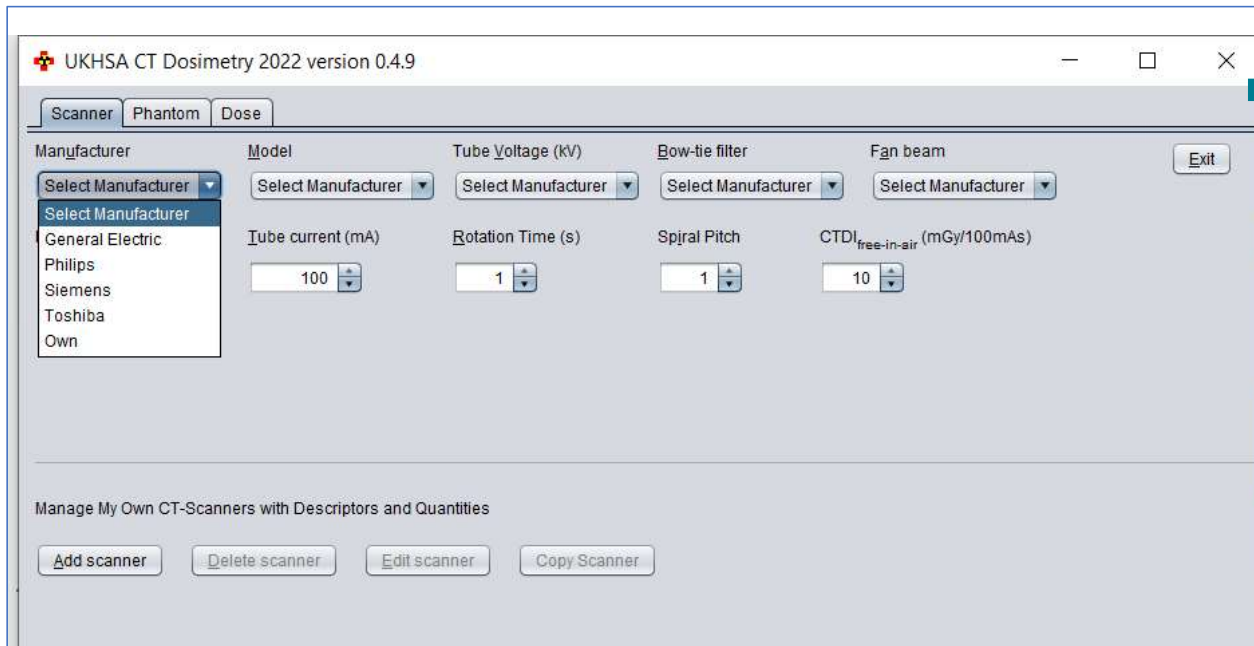 UKHSA CT Dosimetry 2022 version 0.4.9
Scanner Phantom Dose
Manufacturer Model Tube Voltage (kV) Bow-tie filter Fan beam
Exit
Select Manufacturer Select Manufacturer Select Manufacturer Select Manufacturer Select Manufacturer
Select Manufacturer
General Electric
Philips
Siemens
Toshiba
Own
Tube current (mA) Rotation Time (s) Spiral Pitch CTDIfree-in-air (mGy/100mAs)
100 1 1 10
Manage My Own CT-Scanners with Descriptors and Quantities
Add scanner Delete scanner Edit scanner Copy Scanner